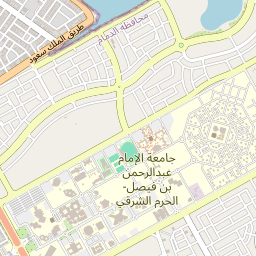 محافظة الدمام
طريق الملك سعود
جامعة الإمام
عبدالرحمن
بن فيصل-
الحرم الشرقي